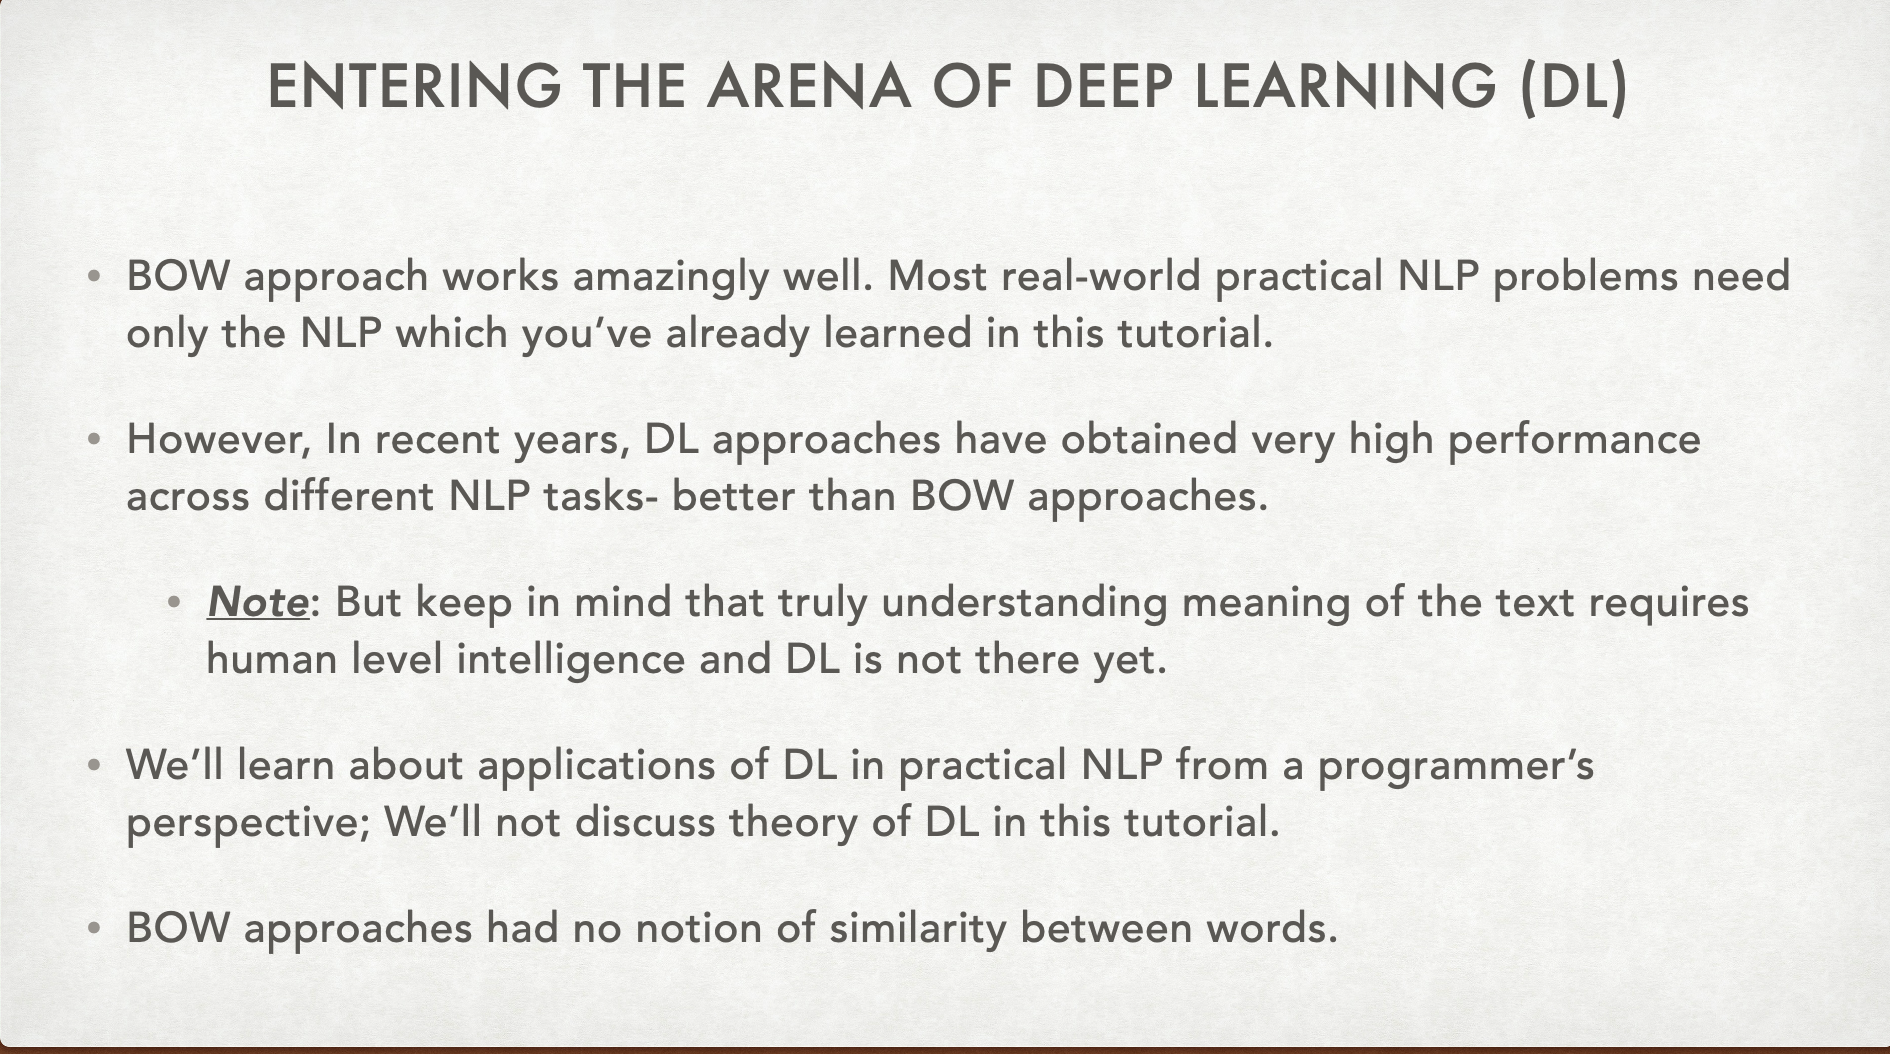 ENTERING THE ARENA OF DEEP LEARNING (DL)
• BOW approach works amazingly well. Most real-world practical NLP problems need
only the NLP which you’ve already learned in this tutorial.
• However, In recent years, DL approaches have obtained very high performance
across different NLP tasks- better than BOW approaches.
• Note: But keep in mind that truly understanding meaning of the text requires
human level intelligence and DL is not there yet.
• We’ll learn about applications of DL in practical NLP from a programmer’s
perspective; We’ll not discuss theory of DL in this tutorial.
• BOW approaches had no notion of similarity between words.